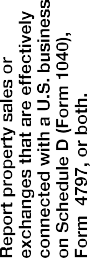 Report property sales or
exchanges that are effectively
connected with a U.S. business
on Schedule D (Form 1040),
Form 4797, or both.